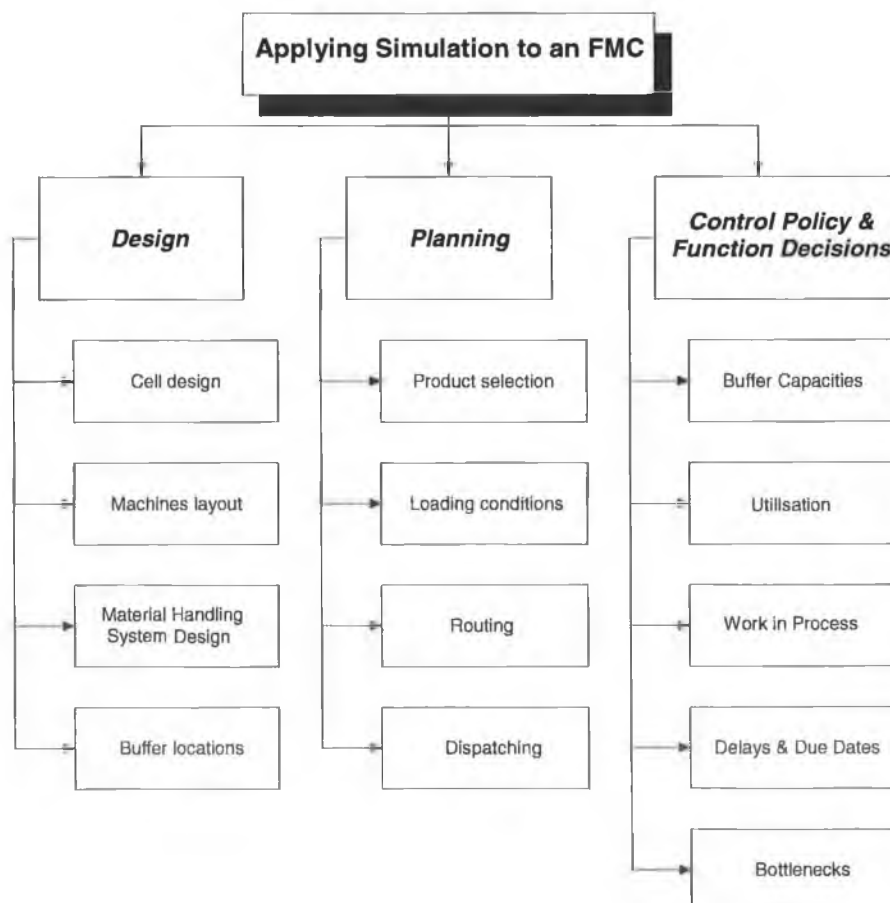 Applying Simulation to an FMC
Design
Planning
Control Policy &
Function Decisions
Cell design
Product selection
Buffer Capacities
Machines layout
Loading conditions
Utilisation
Material Handling
System Design
Routing
Work in Process
Buffer locations
Dispatching
Delays & Due Dates
Bottlenecks